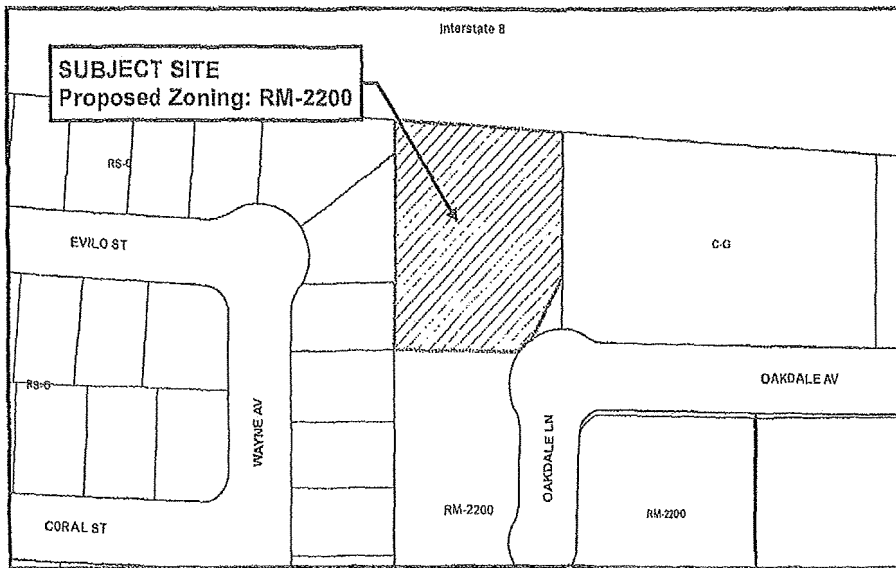 Interstate 8
SUBJECT SITE
Proposed Zoning: RM-2200
RS-6
EVILO ST
C-G
RS-6
WAYNE AV
OAKDALE AV
OAKDALE LN
RM-2200
RM-2200
CORAL ST